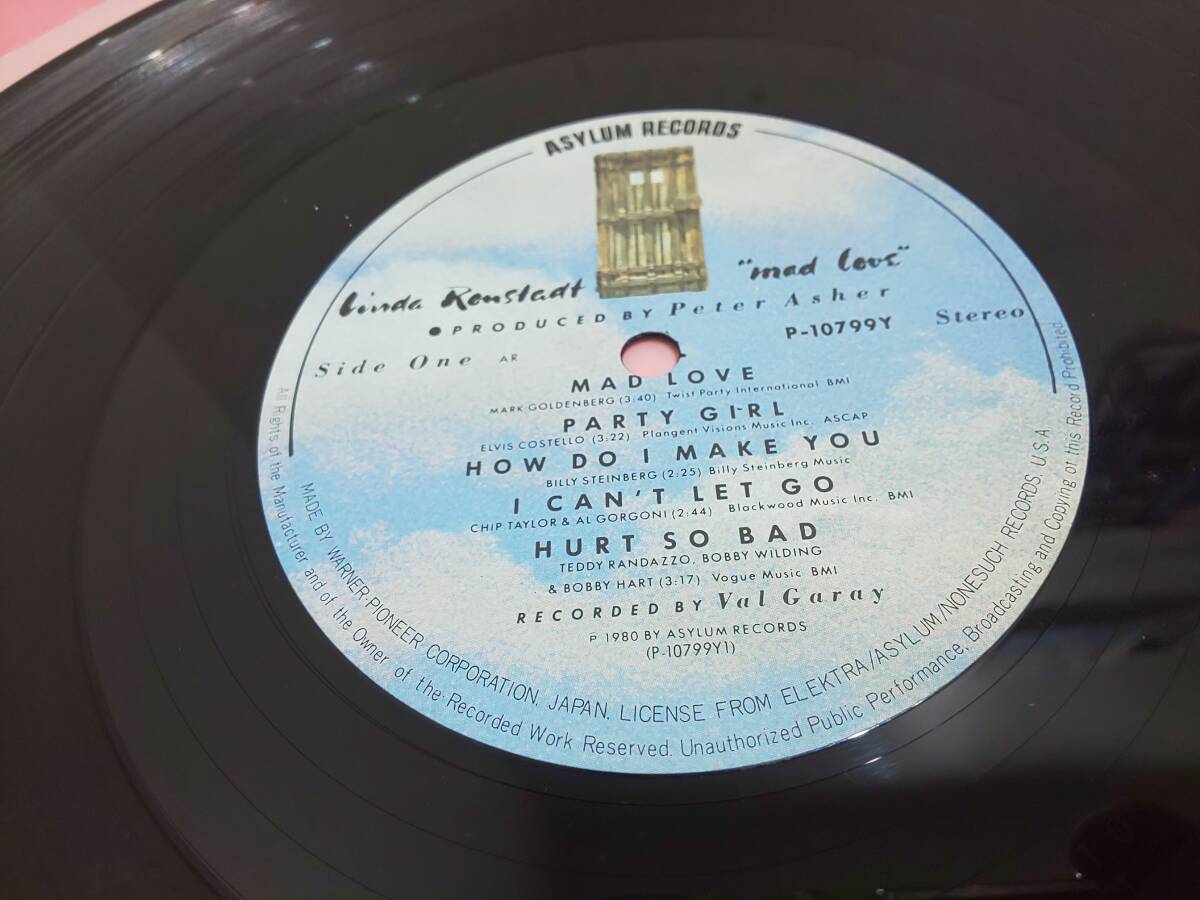 ASYLUM RECORDS
Linda Ronstadt "mad love"
● PRODUCED BY Peter Asher
P-10799Y Stereo
Side One AR
MAD LOVE
MARK GOLDENBERG (3:40) Twist Party International BMI
PARTY GIRL
ELVIS COSTELLO (3:22) Plangent Visions Music Inc. ASCAP
HOW DO I MAKE YOU
BILLY STEINBERG (2:25) Billy Steinberg Music
I CAN'T LET GO
CHIP TAYLOR & AL GORGONI (2:44) Blackwood Music Inc. BMI
HURT SO BAD
TEDDY RANDAZZO, BOBBY WILDING
& BOBBY HART (3:17) Vogue Music BMI
RECORDED BY Val Garay
℗ 1980 BY ASYLUM RECORDS
(P-10799Y1)
MADE BY WARNER-PIONEER CORPORATION, JAPAN. LICENSE FROM ELEKTRA/ASYLUM/NONESUCH RECORDS, U.S.A
All Rights of the Manufacturer and of the Owner of the Recorded Work Reserved. Unauthorized Public Performance, Broadcasting and Copying of this Record Prohibited